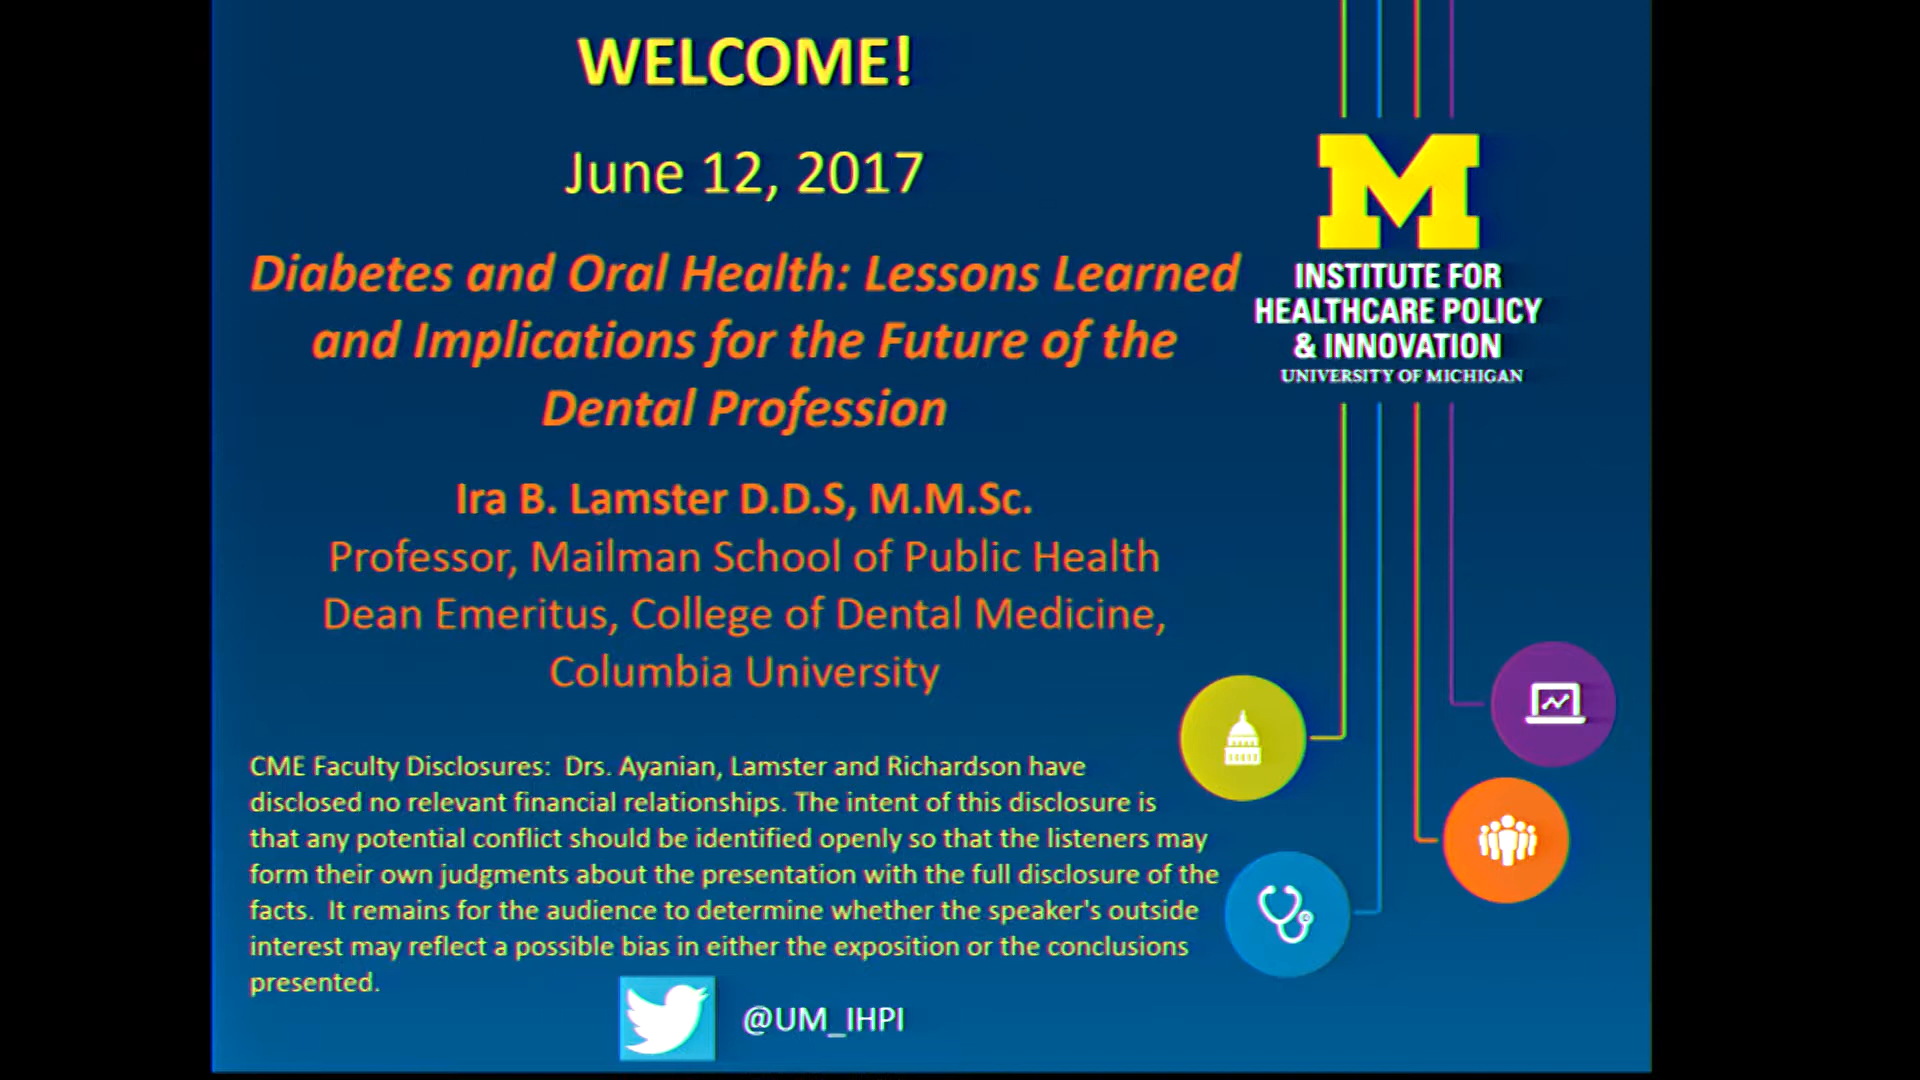 WELCOME!
June 12, 2017
Diabetes and Oral Health: Lessons Learned
and Implications for the Future of the
Dental Profession
Ira B. Lamster D.D.S, M.M.Sc.
Professor, Mailman School of Public Health
Dean Emeritus, College of Dental Medicine,
Columbia University
CME Faculty Disclosures:  Drs. Ayanian, Lamster and Richardson have
disclosed no relevant financial relationships. The intent of this disclosure is
that any potential conflict should be identified openly so that the listeners may
form their own judgments about the presentation with the full disclosure of the
facts.  It remains for the audience to determine whether the speaker's outside
interest may reflect a possible bias in either the exposition or the conclusions
presented.
@UM_IHPI
M
INSTITUTE FOR
HEALTHCARE POLICY
& INNOVATION
UNIVERSITY OF MICHIGAN